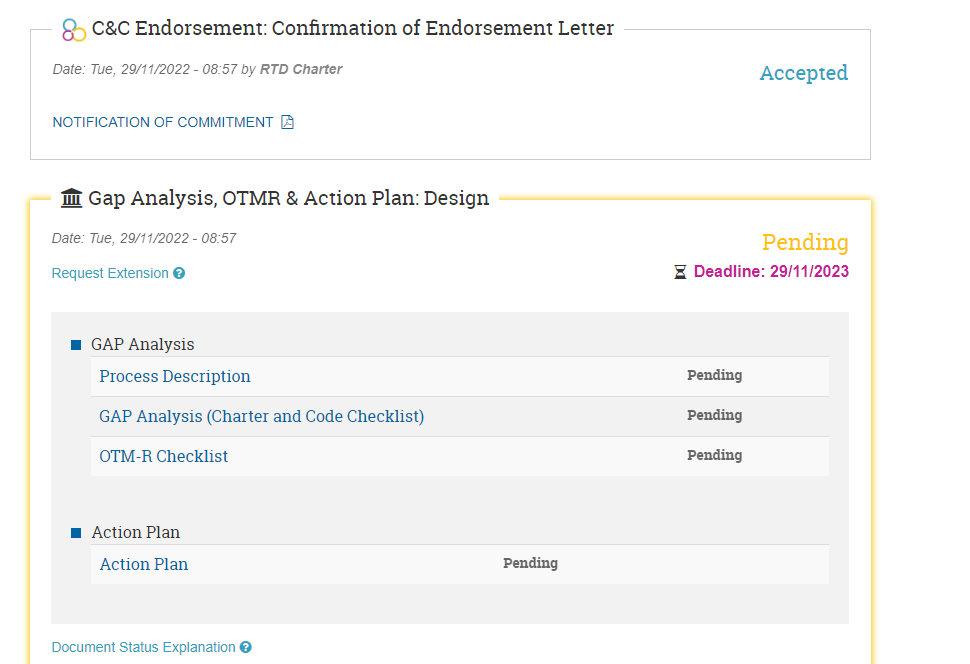 C&C Endorsement: Confirmation of Endorsement Letter
Date: Tue, 29/11/2022 - 08:57 by RTD Charter
Accepted
NOTIFICATION OF COMMITMENT
Gap Analysis, OTMR & Action Plan: Design
Date: Tue, 29/11/2022 - 08:57
Pending
Request Extension ?
Deadline: 29/11/2023
GAP Analysis
Process Description Pending
GAP Analysis (Charter and Code Checklist) Pending
OTM-R Checklist Pending
Action Plan
Action Plan Pending
Document Status Explanation ?